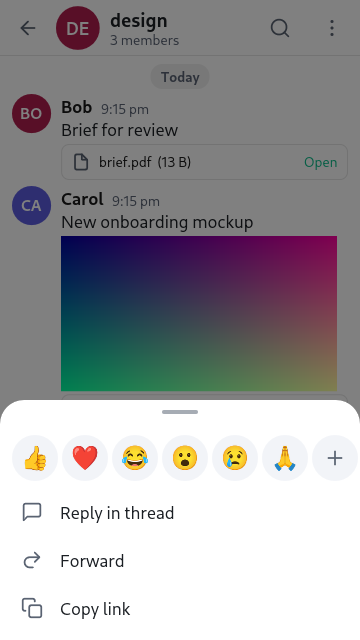 DE
design
3 members
Today
BO
Bob 9:15 pm
Brief for review
brief.pdf (13 B) Open
CA
Carol 9:15 pm
New onboarding mockup
Reply in thread
Forward
Copy link